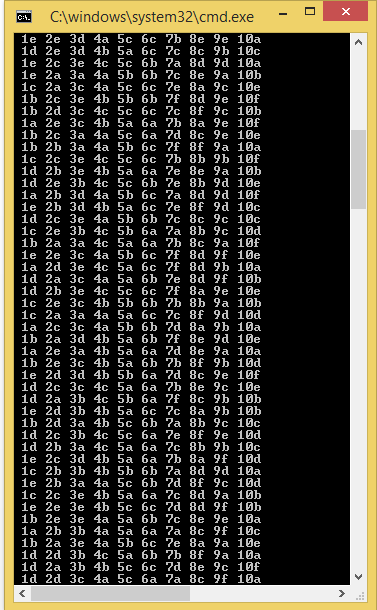 C:\windows\system32\cmd.exe
1e 2e 3d 4a 5c 6c 7b 8e 9e 10a
1d 2e 3d 4b 5a 6c 7c 8c 9b 10c
1e 2c 3e 4c 5c 6b 7a 8d 9d 10a
1e 2a 3a 4a 5b 6b 7c 8e 9a 10b
1c 2a 3c 4a 5c 6c 7e 8a 9c 10e
1b 2c 3e 4b 5b 6b 7f 8d 9e 10f
1b 2d 3c 4c 5c 6c 7c 8f 9c 10b
1a 2e 3c 4b 5a 6a 7b 8a 9e 10f
1b 2c 3a 4a 5c 6a 7d 8c 9e 10e
1b 2b 3a 4a 5b 6c 7f 8f 9a 10a
1c 2c 3e 4c 5c 6c 7b 8b 9b 10f
1d 2b 3e 4b 5a 6a 7e 8e 9a 10a
1d 2e 3b 4c 5c 6b 7e 8b 9d 10e
1a 2b 3d 4a 5b 6c 7a 8d 9d 10f
1e 2b 3d 4b 5a 6c 7e 8f 9d 10c
1d 2c 3e 4a 5b 6b 7c 8c 9c 10c
1c 2e 3b 4c 5b 6a 7a 8b 9c 10d
1b 2a 3a 4c 5a 6c 7b 8c 9a 10f
1e 2e 3c 4a 5b 6c 7f 8d 9f 10e
1a 2d 3e 4c 5a 6c 7f 8d 9b 10a
1d 2c 3a 4c 5a 6b 7e 8d 9f 10b
1d 2e 3b 4c 5c 6c 7f 8a 9e 10e
1c 2e 3c 4b 5b 6b 7b 8b 9a 10b
1c 2a 3a 4a 5c 6c 7c 8f 9d 10d
1a 2c 3c 4a 5b 6b 7d 8a 9b 10a
1d 2a 3b 4b 5a 6b 7f 8e 9d 10e
1e 2a 3d 4a 5b 6a 7d 8e 9a 10a
1b 2e 3c 4b 5a 6b 7b 8f 9b 10d
1e 2d 3d 4b 5a 6b 7d 8c 9e 10f
1d 2c 3c 4c 5a 6a 7b 8e 9c 10e
1d 2a 3b 4c 5b 6a 7f 8c 9b 10b
1e 2d 3b 4b 5c 6c 7c 8a 9b 10b
1b 2d 3a 4a 5c 6b 7a 8b 9c 10c
1d 2c 3b 4c 5c 6c 7e 8f 9e 10d
1d 2b 3a 4c 5a 6a 7c 8b 9b 10c
1e 2d 3b 4b 5a 6a 7b 8a 9f 10d
1c 2b 3b 4b 5b 6b 7a 8d 9d 10a
1d 2b 3b 4c 5a 6c 7e 8f 9d 10a
1c 2c 3e 4b 5a 6b 7c 8d 9a 10b
1e 2e 3e 4b 5c 6c 7d 8d 9f 10b
1b 2e 3e 4a 5a 6b 7c 8e 9e 10a
1a 2b 3b 4a 5b 6a 7c 8a 9f 10c
1b 2a 3e 4a 5b 6b 7e 8a 9a 10e
1d 2d 3b 4c 5b 6b 7b 8f 9a 10a
1d 2e 3e 4b 5a 6c 7d 8e 9c 10f
1d 2d 3c 4a 5c 6a 7a 8c 9f 10a